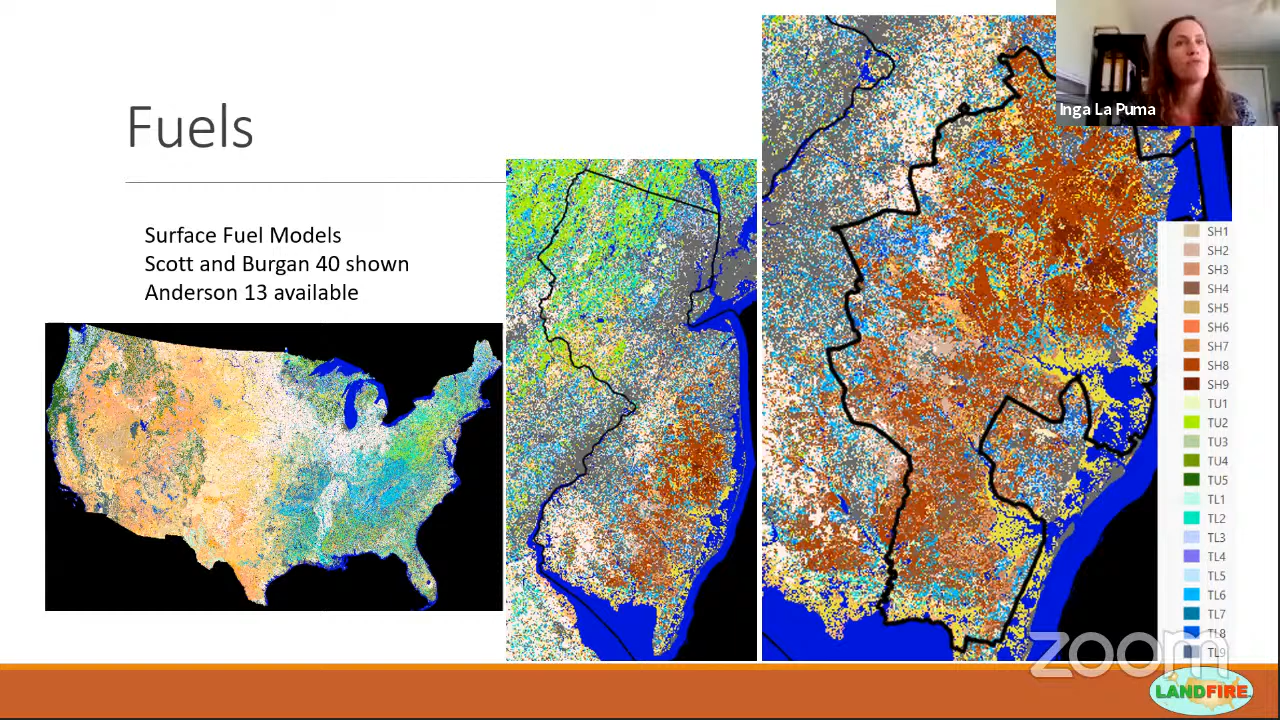 Inga La Puma
Fuels
Surface Fuel Models
Scott and Burgan 40 shown
Anderson 13 available
SH1
SH2
SH3
SH4
SH5
SH6
SH7
SH8
SH9
TU1
TU2
TU3
TU4
TU5
TL1
TL2
TL3
TL4
TL5
TL6
TL7
TL8
TL9
zoom
LANDFIRE